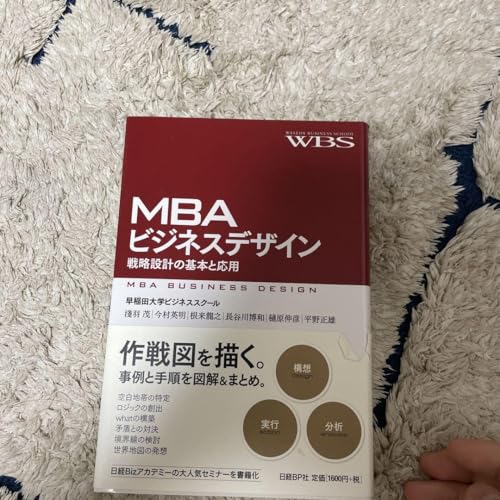 WASEDA BUSINESS SCHOOL
WBS
MBA
ビジネスデザイン
戦略設計の基本と応用
MBA BUSINESS DESIGN
早稲田大学ビジネススクール
淺羽 茂|今村英明|根来龍之|長谷川博和|樋原伸彦|平野正雄
作戦図を描く。
事例と手順を図解&まとめ。
空白地帯の特定
ロジックの創出
whatの構築
矛盾との対決
境界線の検討
世界地図の発想
構想
実行
分析
日経Bizアカデミーの大人気セミナーを書籍化
日経BP社 定価[1600円+税]